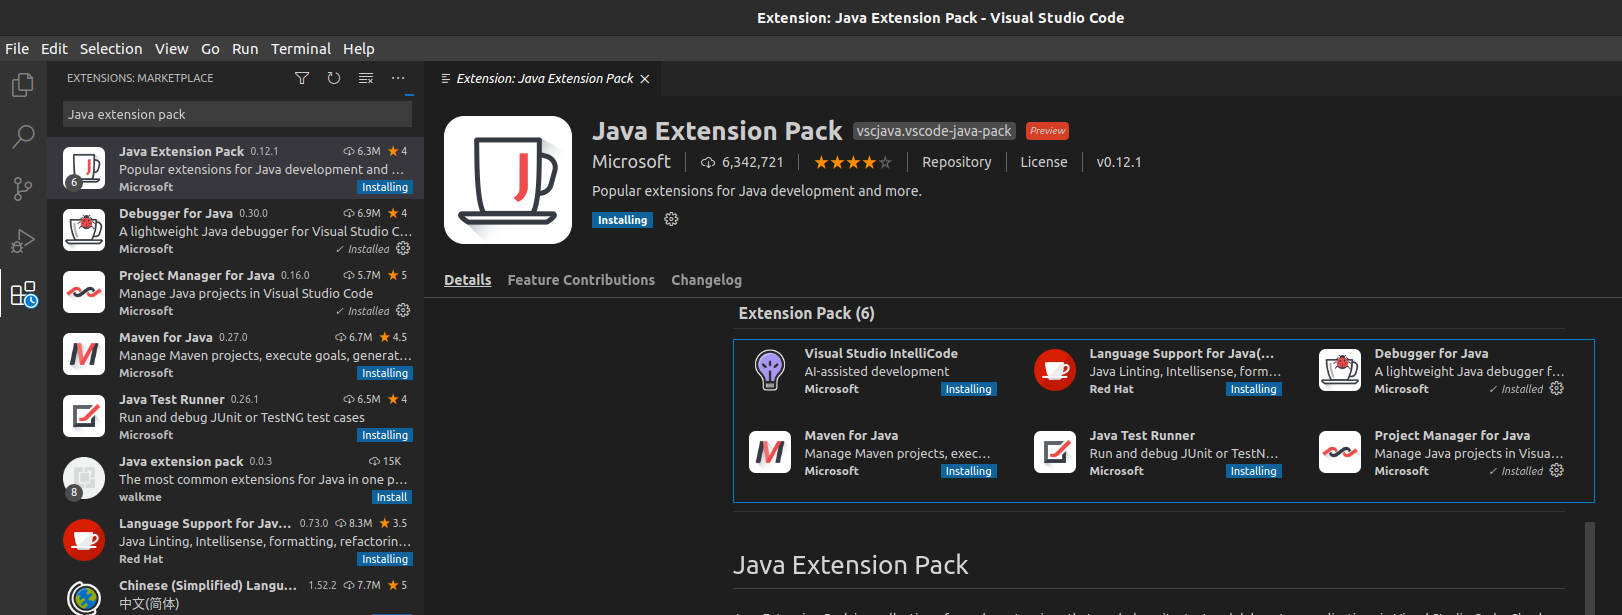 Extension: Java Extension Pack - Visual Studio Code
File Edit Selection View Go Run Terminal Help
EXTENSIONS: MARKETPLACE
Java extension pack
Java Extension Pack 0.12.1 6.3M ★ 4
Popular extensions for Java development and ...
Microsoft Installing
6
Debugger for Java 0.30.0 6.9M ★ 4
A lightweight Java debugger for Visual Studio C...
Microsoft ✓ Installed
Project Manager for Java 0.16.0 5.7M ★ 5
Manage Java projects in Visual Studio Code
Microsoft ✓ Installed
Maven for Java 0.27.0 6.7M ★ 4.5
Manage Maven projects, execute goals, generat...
Microsoft Installing
Java Test Runner 0.26.1 6.5M ★ 4
Run and debug JUnit or TestNG test cases
Microsoft Installing
Java extension pack 0.0.3 15K
The most common extensions for Java in one p...
walkme Install
8
Language Support for Jav... 0.73.0 8.3M ★ 3.5
Java Linting, Intellisense, formatting, refactorin...
Red Hat Installing
Chinese (Simplified) Langu... 1.52.2 7.7M ★ 5
中文(简体)
Extension: Java Extension Pack ×
J
Java Extension Pack vscjava.vscode-java-pack Preview
Microsoft 6,342,721 ★★★★☆ Repository License v0.12.1
Popular extensions for Java development and more.
Installing
Details Feature Contributions Changelog
Extension Pack (6)
Visual Studio IntelliCode
AI-assisted development
Microsoft Installing
Language Support for Java(...
Java Linting, Intellisense, form...
Red Hat Installing
Debugger for Java
A lightweight Java debugger f...
Microsoft ✓ Installed
Maven for Java
Manage Maven projects, exec...
Microsoft Installing
Java Test Runner
Run and debug JUnit or TestN...
Microsoft Installing
Project Manager for Java
Manage Java projects in Visua...
Microsoft ✓ Installed
Java Extension Pack